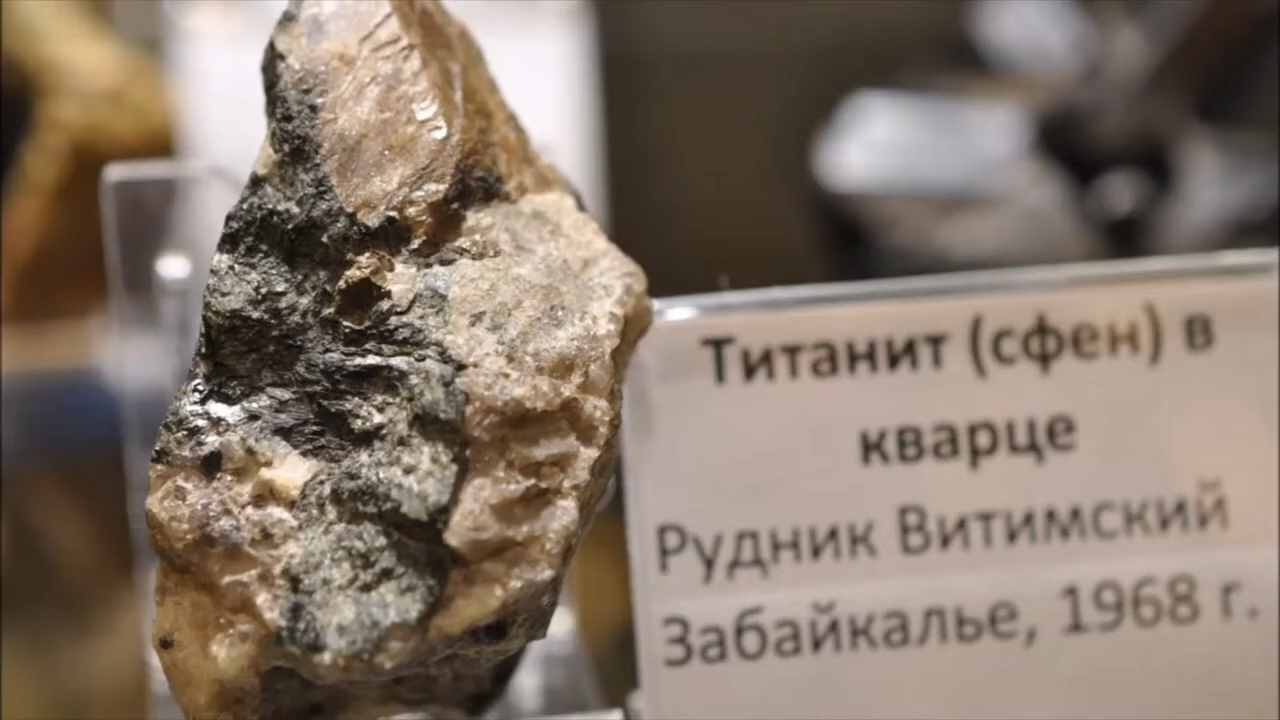 Титанит (сфен) в
кварце
Рудник Витимский
Забайкалье, 1968 г.